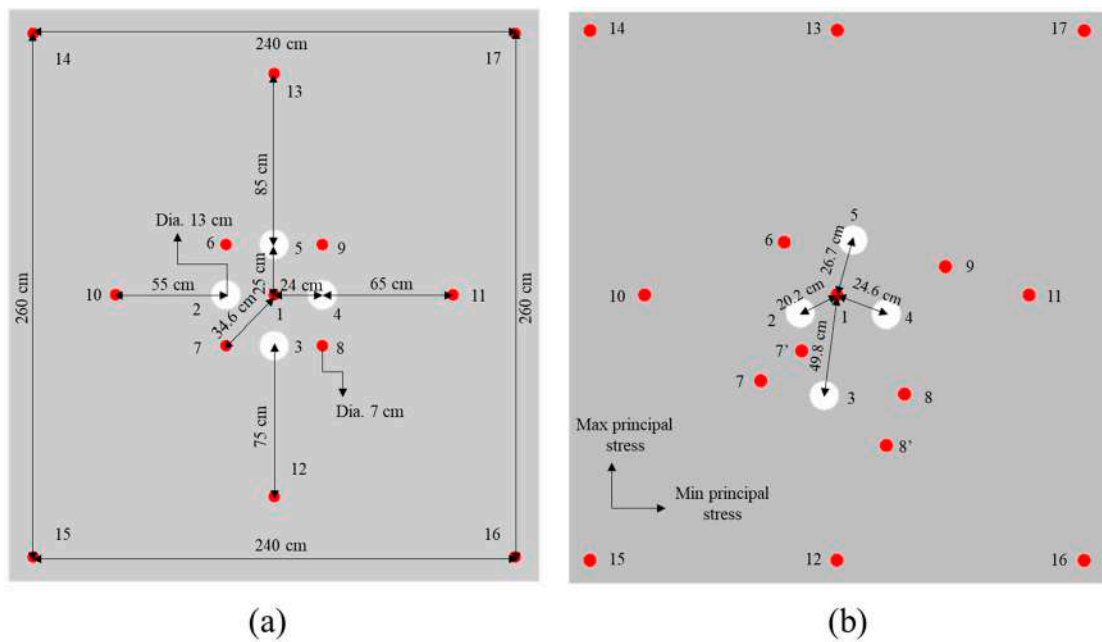 240 cm
14
17
13
85 cm
260 cm
260 cm
Dia. 13 cm
6
5
9
25 cm
55 cm
24 cm
65 cm
10
2
1
4
11
34.6 cm
7
3
8
Dia. 7 cm
75 cm
12
15
16
240 cm
(a)
14
13
17
5
6
26.7 cm
9
10
20.2 cm
24.6 cm
11
2
1
4
7’
49.8 cm
7
3
8
8’
Max principal
stress
Min principal
stress
15
12
16
(b)